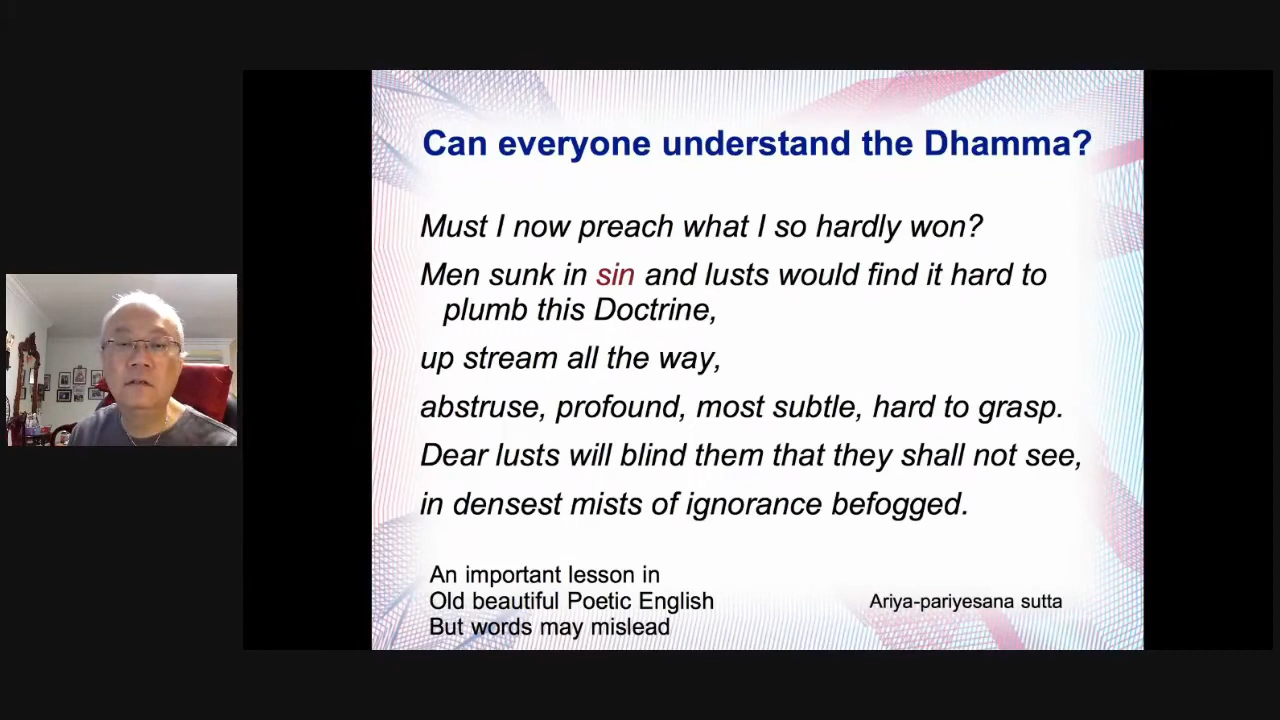 Can everyone understand the Dhamma?
Must I now preach what I so hardly won?
Men sunk in sin and lusts would find it hard to
plumb this Doctrine,
up stream all the way,
abstruse, profound, most subtle, hard to grasp.
Dear lusts will blind them that they shall not see,
in densest mists of ignorance befogged.
An important lesson in
Old beautiful Poetic English
But words may mislead
Ariya-pariyesana sutta